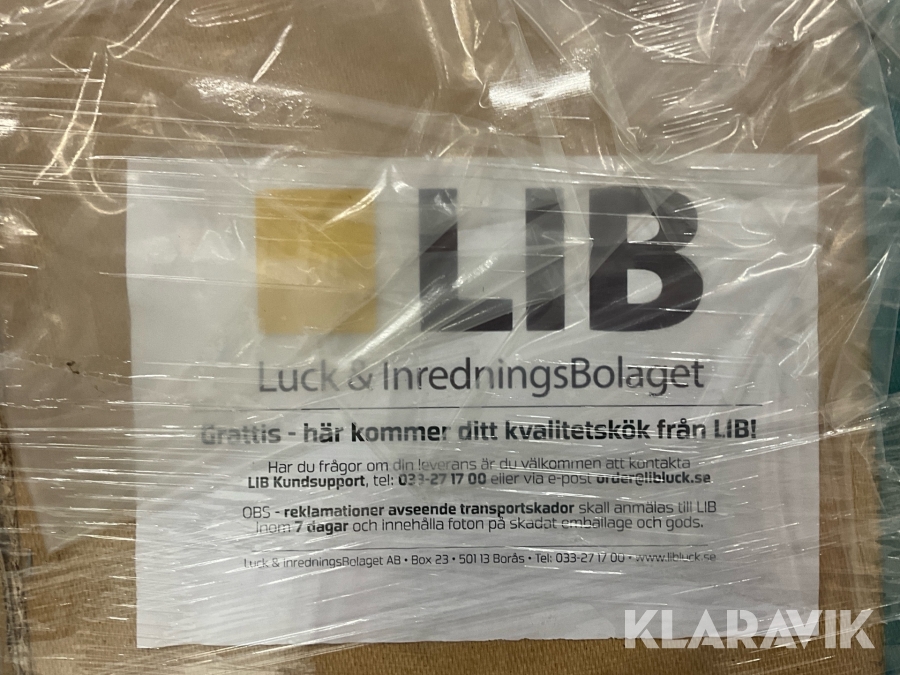 LIB
Luck & InredningsBolaget
Grattis - här kommer ditt kvalitetskök från LIB!
Har du frågor om din leverans är du välkommen att kontakta
LIB Kundsupport, tel: 033-27 17 00 eller via e-post order@libluck.se
OBS - reklamationer avseende transportskador skall anmälas till LIB
inom 7 dagar och innehålla foton på skadat emballage och gods.
Luck & InredningsBolaget AB • Box 23 • 501 13 Borås • Tel: 033-27 17 00 • www.libluck.se
KLARAVIK